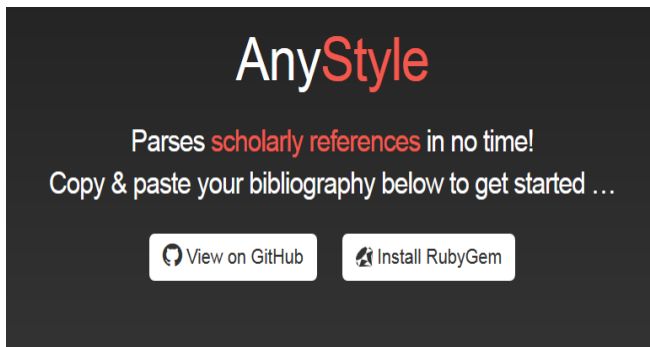 AnyStyle
Parses scholarly references in no time!
Copy & paste your bibliography below to get started …
View on GitHub
Install RubyGem